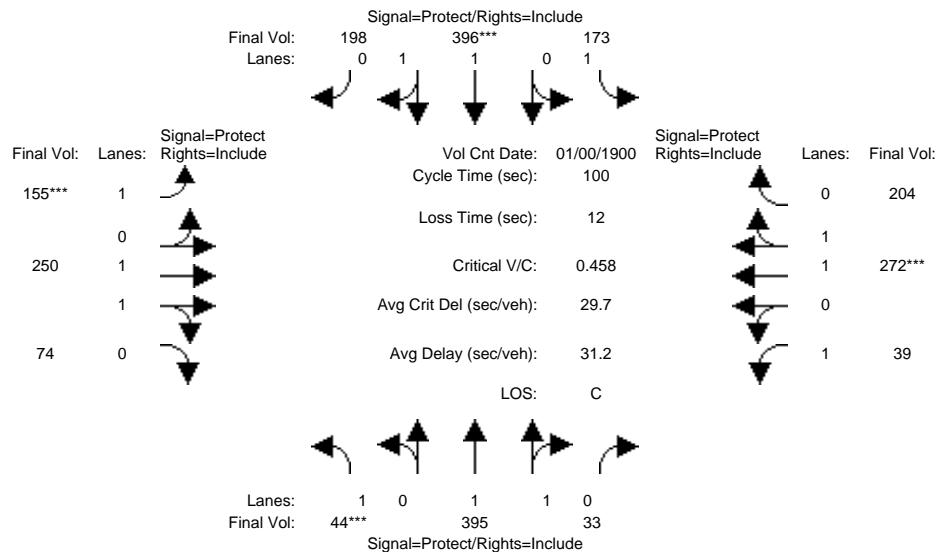 Signal=Protect/Rights=Include
Final Vol: 198 396*** 173
Lanes: 0 1 1 0 1
Signal=Protect
Final Vol: Lanes: Rights=Include
Vol Cnt Date: 01/00/1900
Signal=Protect
Rights=Include Lanes: Final Vol:
Cycle Time (sec): 100
155*** 1
0 204
Loss Time (sec): 12
0
1
250 1
Critical V/C: 0.458
1 272***
1
Avg Crit Del (sec/veh): 29.7
0
74 0
Avg Delay (sec/veh): 31.2
1 39
LOS: C
Lanes: 1 0 1 1 0
Final Vol: 44*** 395 33
Signal=Protect/Rights=Include